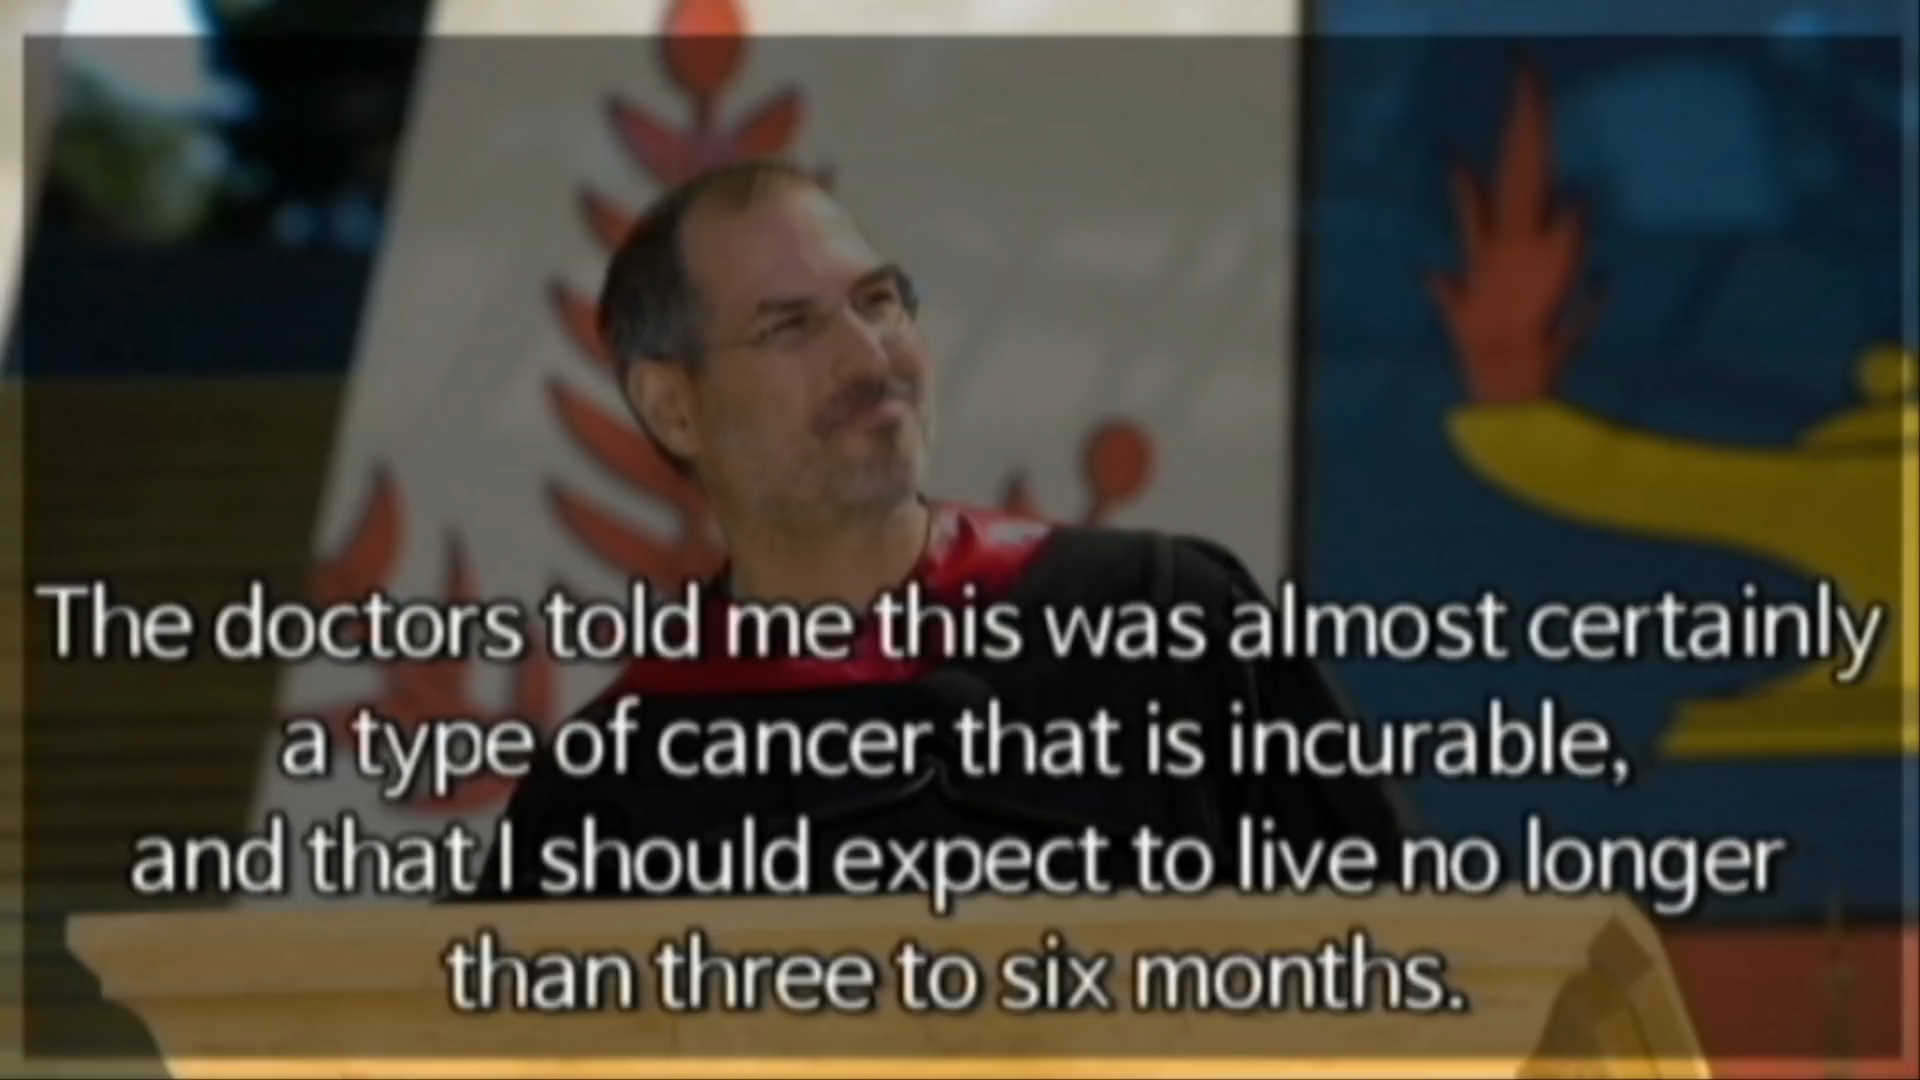 The doctors told me this was almost certainly
a type of cancer that is incurable,
and that I should expect to live no longer
than three to six months.